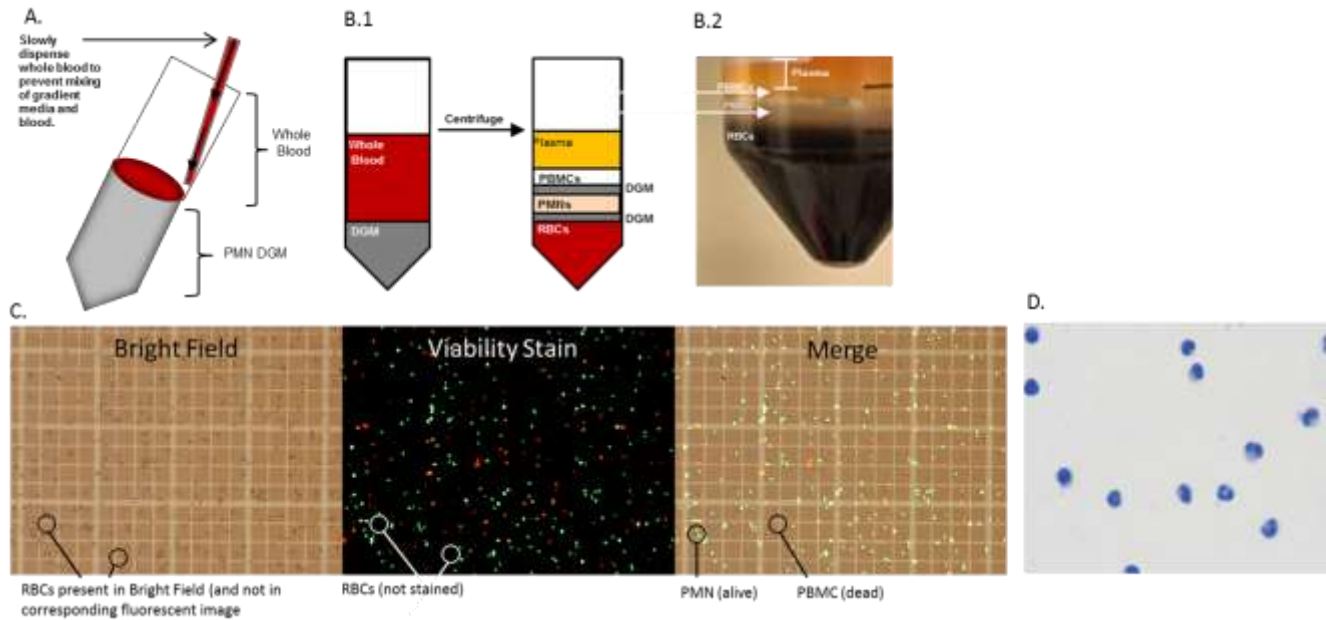 A.
Slowly
dispense
whole blood to
prevent mixing
of gradient
media and
blood.
Whole
Blood
PMN DGM
B.1
Whole
Blood
DGM
Centrifuge
Plasma
PBMCs
DGM
PMNs
DGM
RBCs
B.2
Plasma
RBCs
C.
Bright Field
Viability Stain
Merge
RBCs present in Bright Field (and not in
corresponding fluorescent image
RBCs (not stained)
PMN (alive)
PBMC (dead)
D.